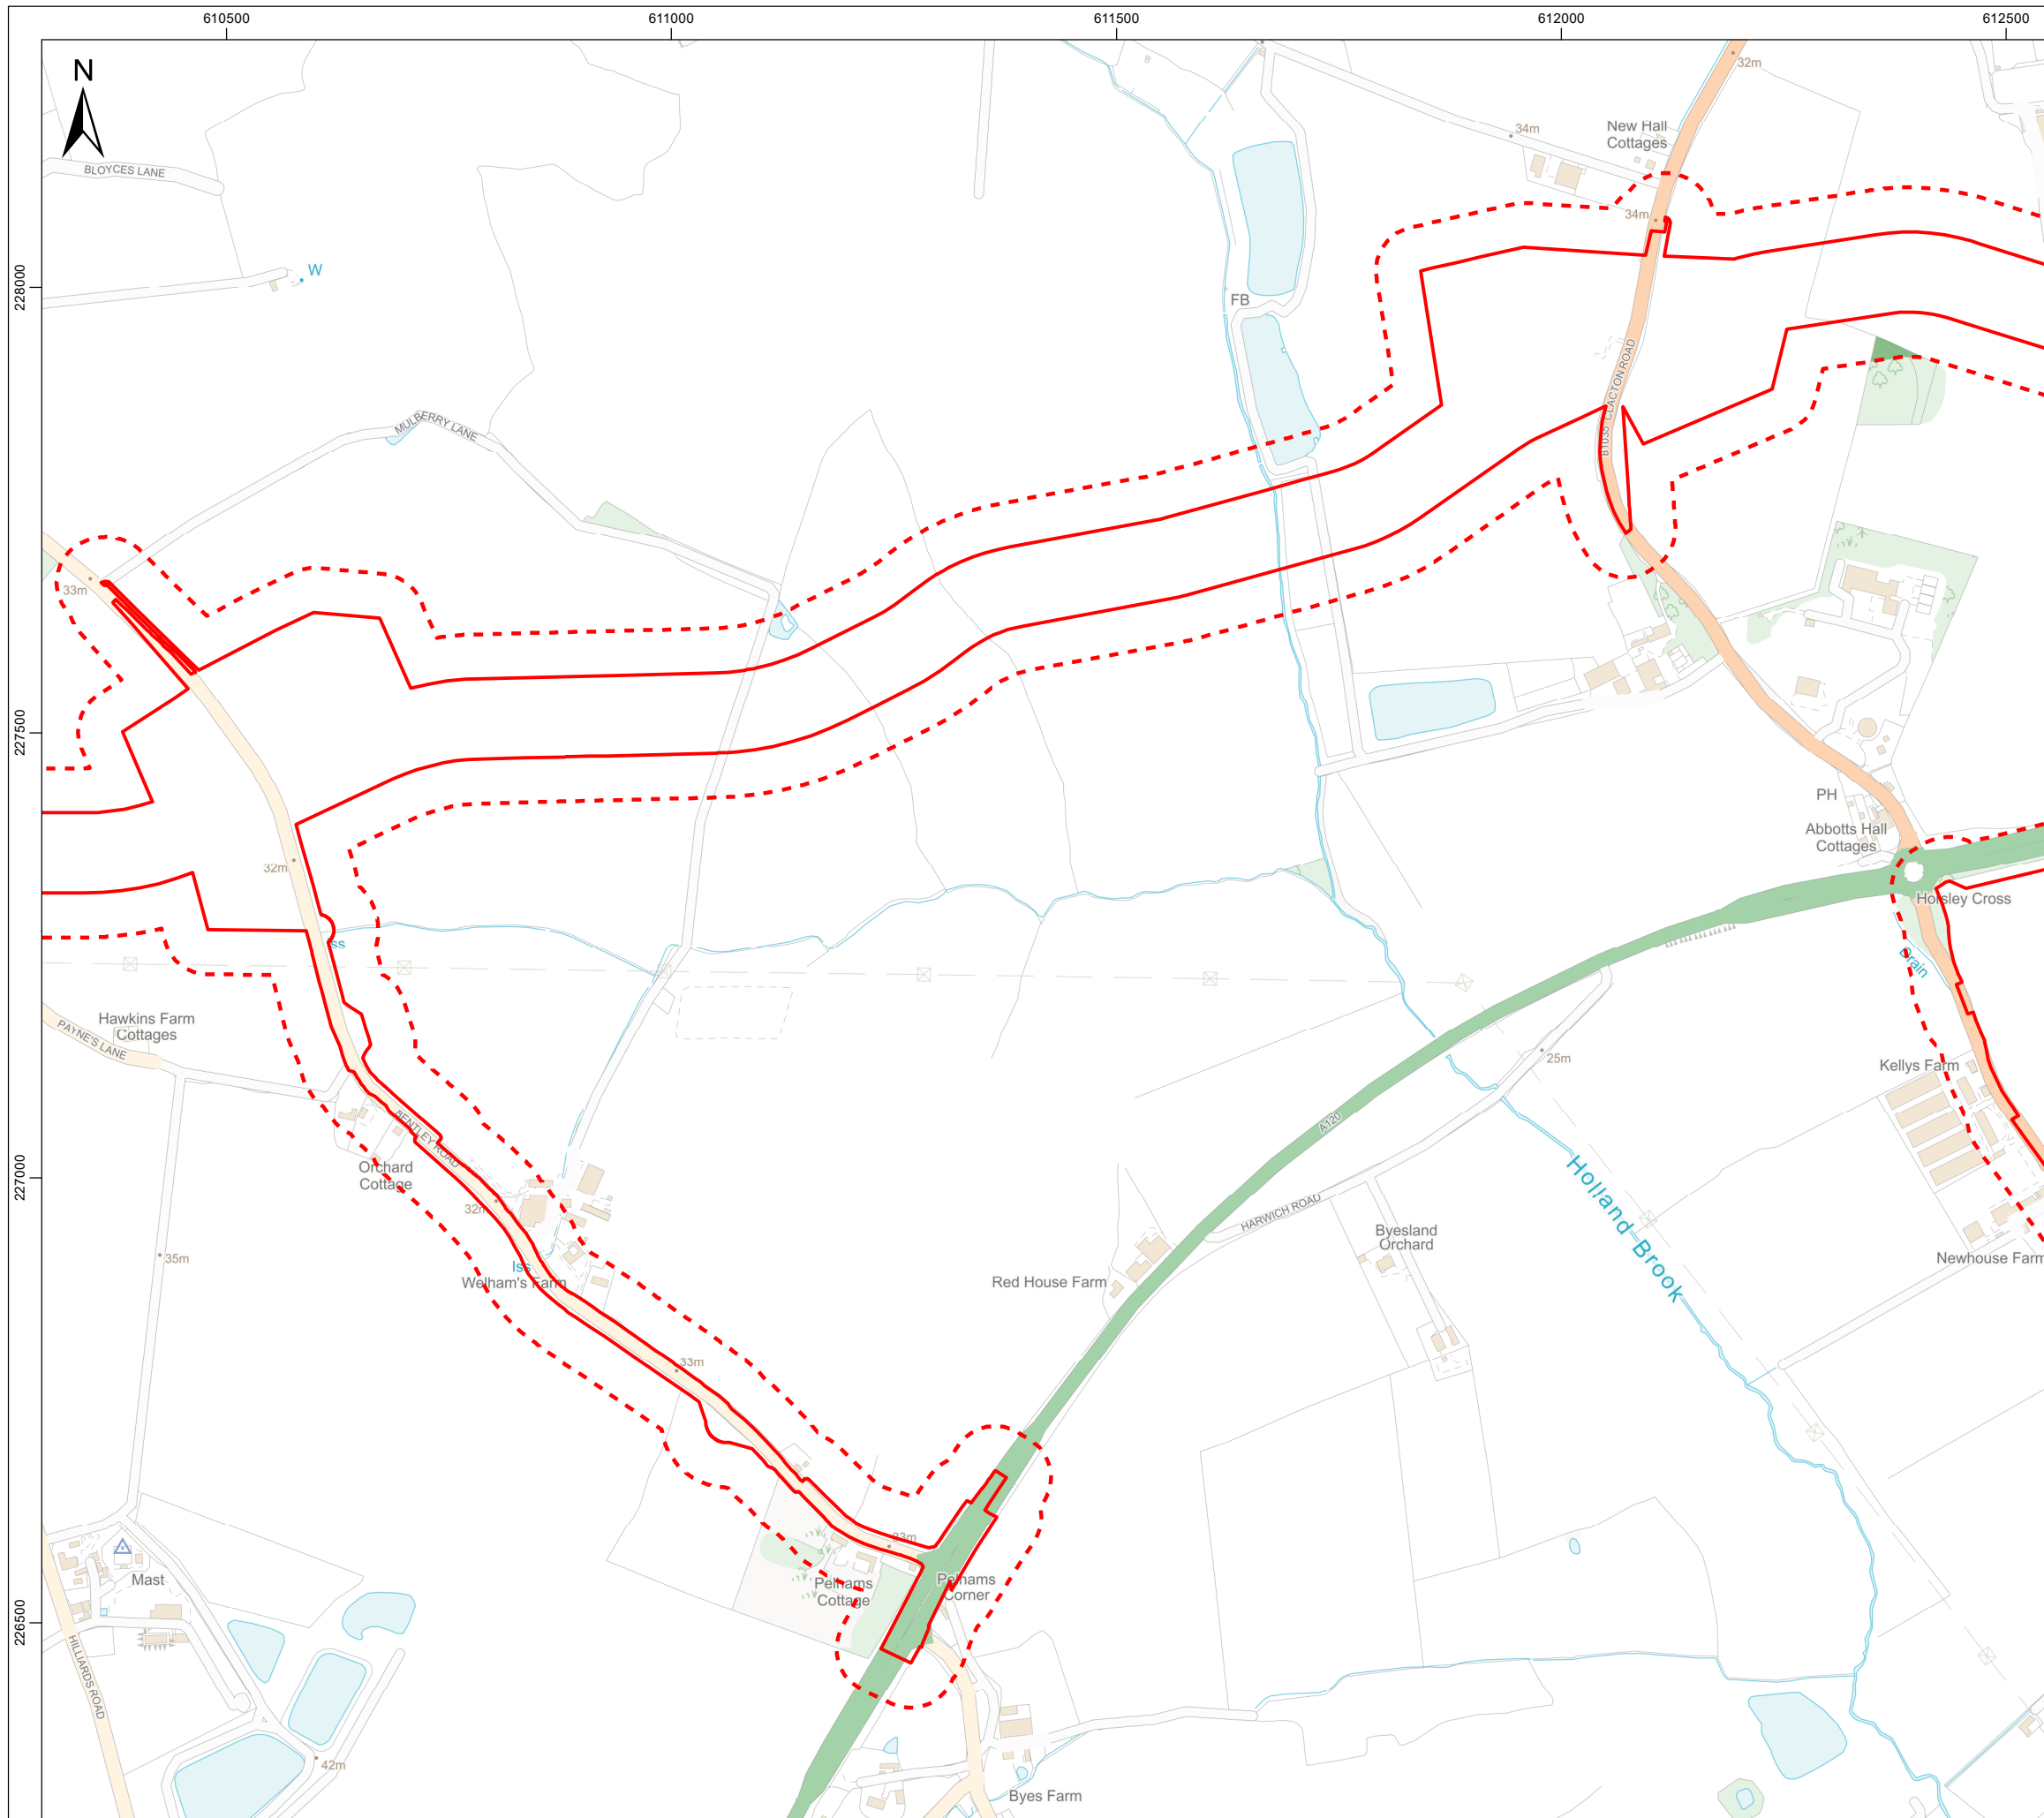 610500
611000
611500
612000
612500
N
32m
34m
New Hall
Cottages
BLOYCES LANE
34m
W
228000
FB
B1035 CLACTON ROAD
MULBERRY LANE
33m
227500
PH
Abbotts Hall
Cottages
32m
Horsley Cross
Iss
Drain
Hawkins Farm
Cottages
PAYNE'S LANE
25m
Kellys Farm
A120
BENTLEY ROAD
Orchard
Cottage
227000
Holland Brook
32m
HARWICH ROAD
Byesland
Orchard
35m
Newhouse Farm
Iss
Welham's Farm
Red House Farm
33m
33m
Mast
Pelhams
Cottage
Pelhams
Corner
226500
HILLIARDS ROAD
42m
Byes Farm